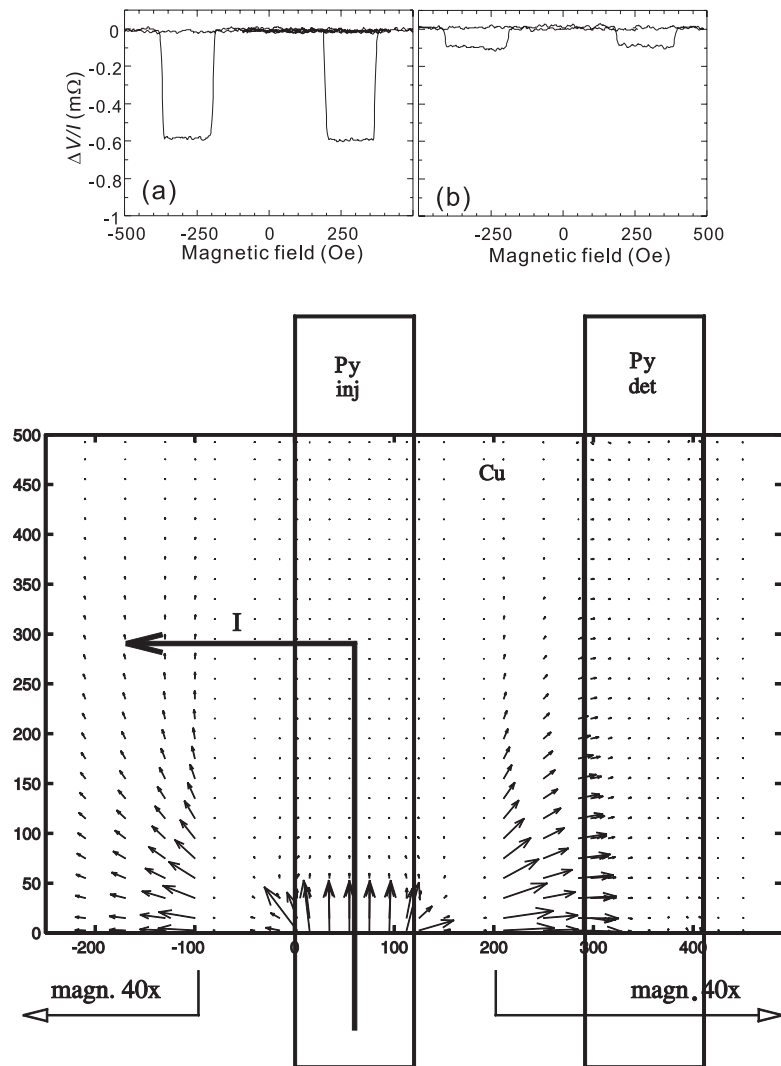 0
-0.2
-0.4
-0.6
-0.8
-1
ΔV/I (mΩ)
(a)
(b)
-500 -250 0 250
-250 0 250 500
Magnetic field (Oe)
Magnetic field (Oe)
Py
inj
Py
det
500
450
400
350
300
250
200
150
100
50
0
Cu
I
-200 -100 0 100 200 300 400
magn. 40x
magn. 40x